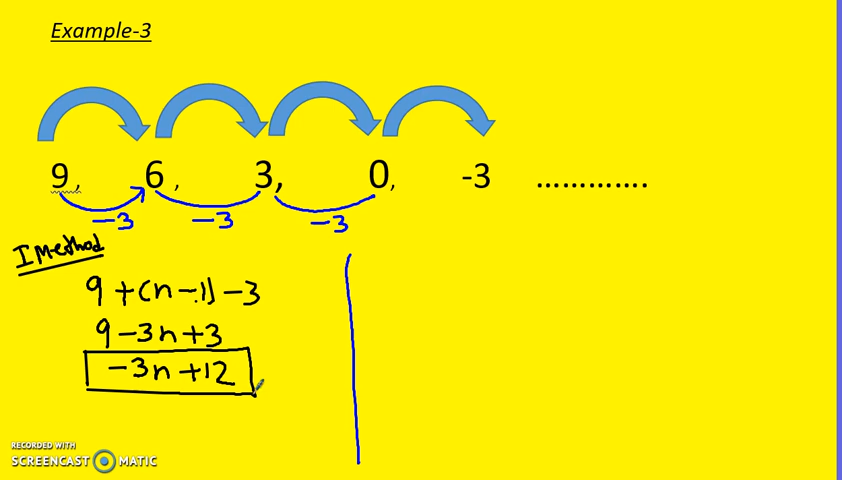 Example-3
9, 6, 3, 0, -3 .............
-3 -3 -3
I Method
9 + (n - 1) - 3
9 - 3n + 3
-3n + 12
RECORDED WITH
SCREENCAST MATIC